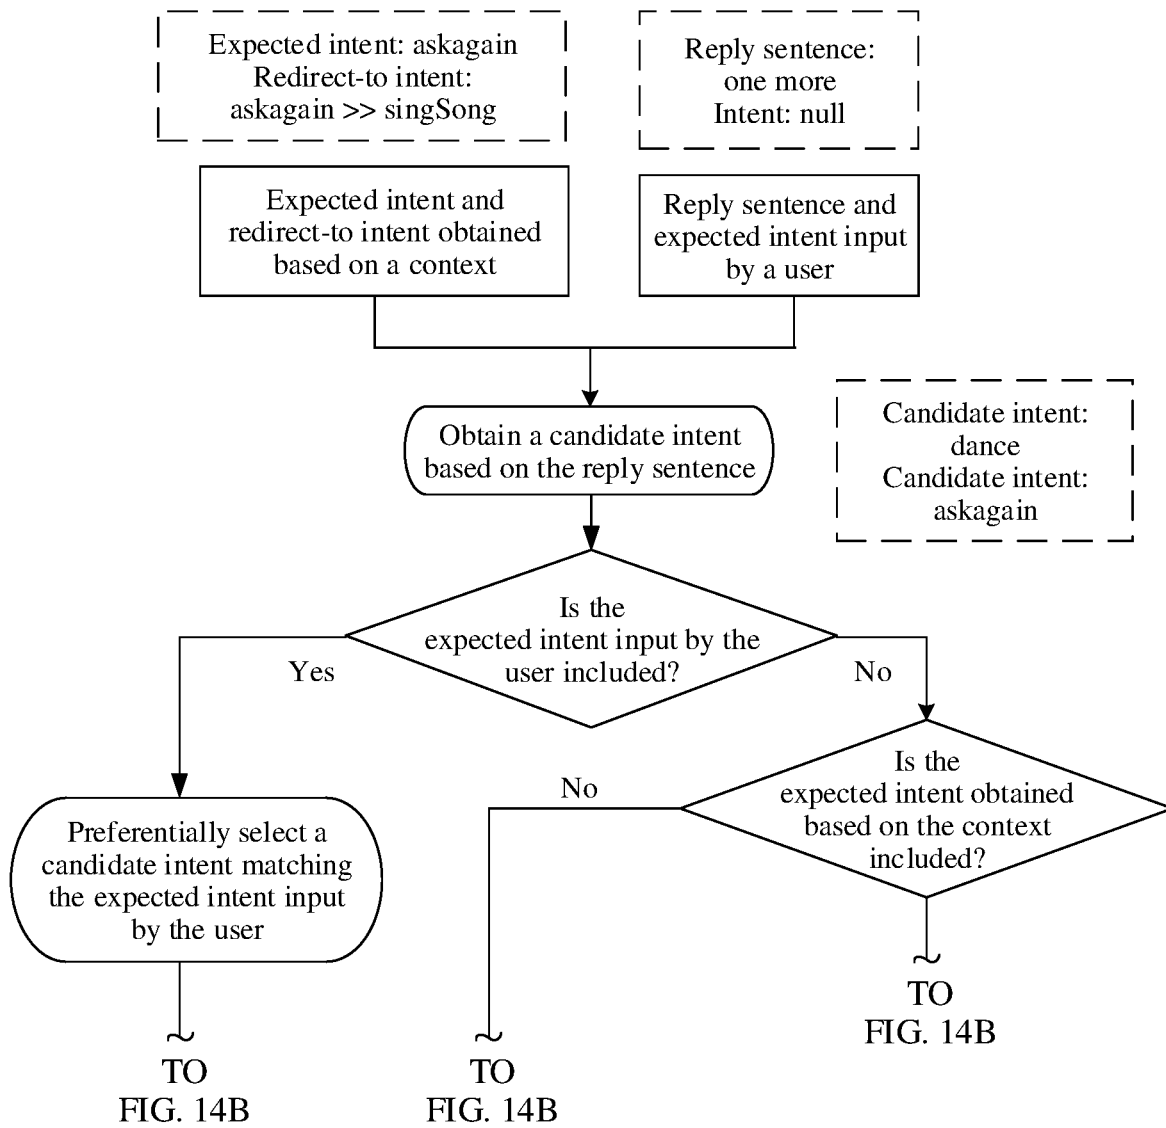 Expected intent: askagain
Redirect-to intent:
askagain >> singSong
Reply sentence:
one more
Intent: null
Expected intent and
redirect-to intent obtained
based on a context
Reply sentence and
expected intent input
by a user
Obtain a candidate intent
based on the reply sentence
Candidate intent:
dance
Candidate intent:
askagain
Is the
expected intent input by the
user included?
Yes
No
Is the
expected intent obtained
based on the context
included?
No
Preferentially select a
candidate intent matching
the expected intent input
by the user
TO
FIG. 14B
TO
FIG. 14B
TO
FIG. 14B